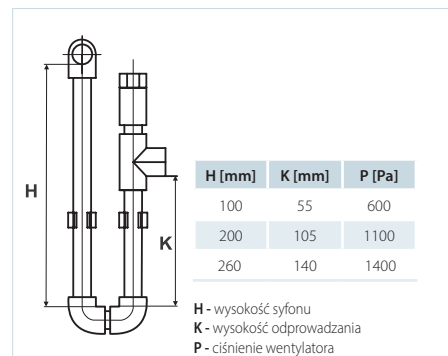 H
K
H [mm] K [mm] P [Pa]
100 55 600
200 105 1100
260 140 1400
H - wysokość syfonu
K - wysokość odprowadzania
P - ciśnienie wentylatora